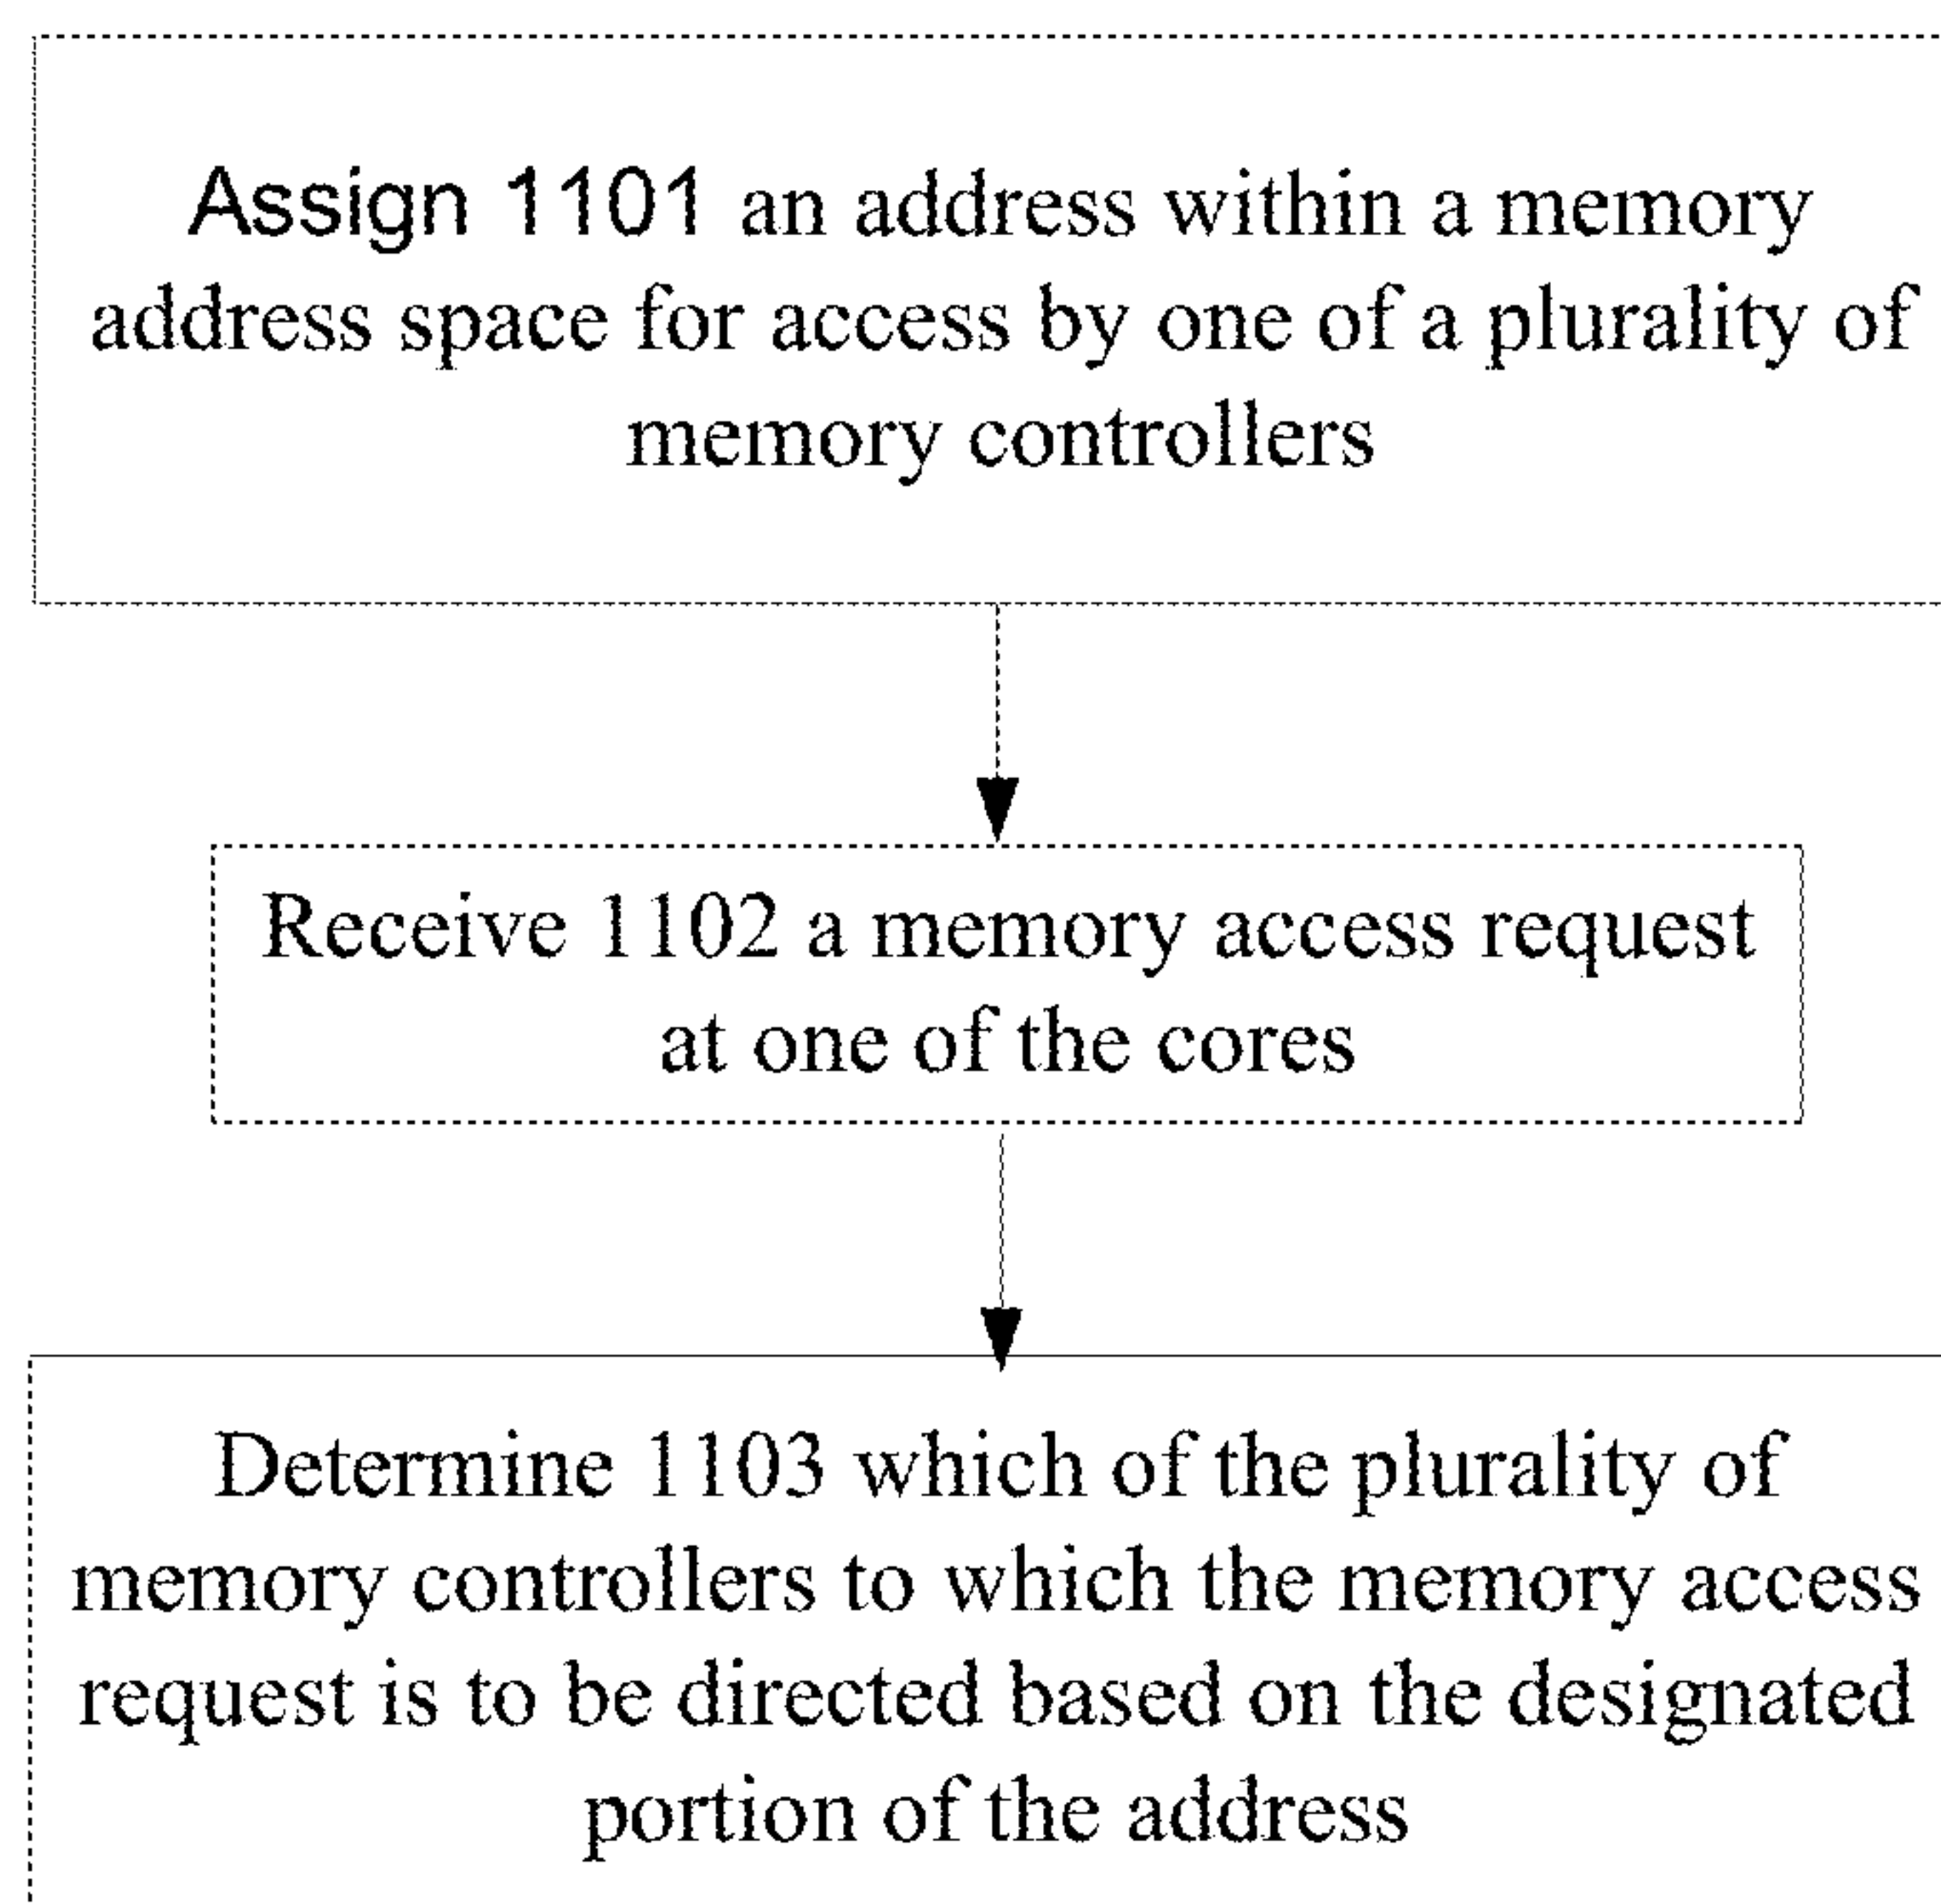 Assign 1101 an address within a memory
address space for access by one of a plurality of
memory controllers
Receive 1102 a memory access request
at one of the cores
Determine 1103 which of the plurality of
memory controllers to which the memory access
request is to be directed based on the designated
portion of the address